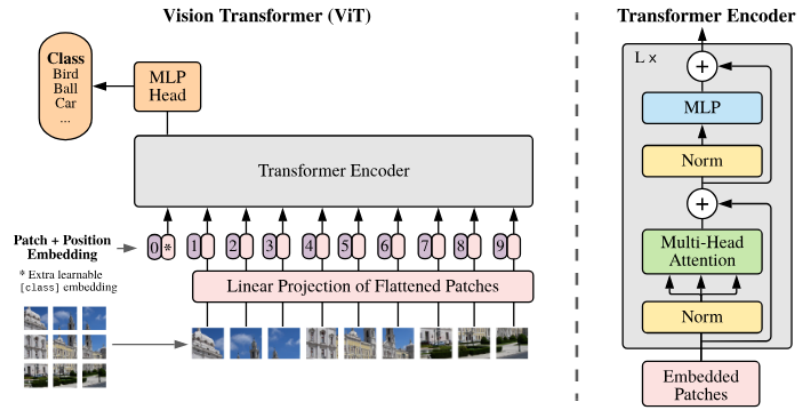 Vision Transformer (ViT)
Class
Bird
Ball
Car
...
MLP
Head
Transformer Encoder
Patch + Position
Embedding
0 * 1 2 3 4 5 6 7 8 9
* Extra learnable
[class] embedding
Linear Projection of Flattened Patches
Transformer Encoder
L ×
+
MLP
Norm
+
Multi-Head
Attention
Norm
Embedded
Patches